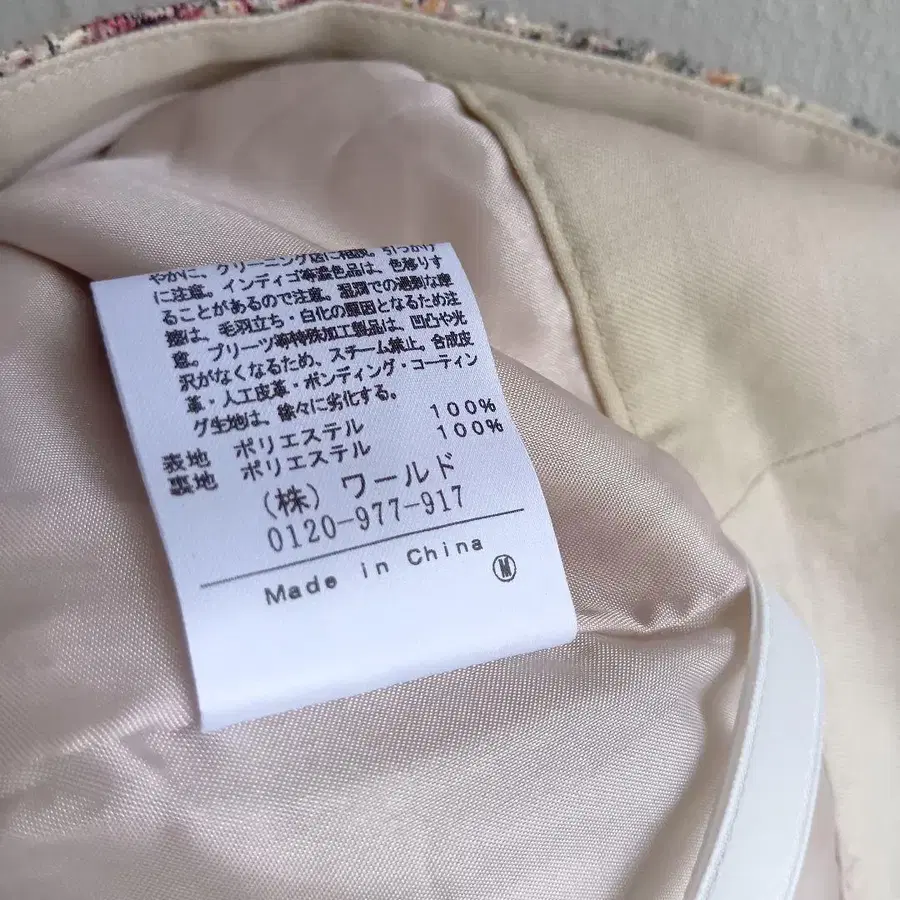 やかに、クリーニング店に相談。引っかけ
に注意。インディゴ等濃色品は、色移りす
ることがあるので注意。湿潤での過剰な摩
擦は、毛羽立ち・白化の原因となるため注
意。プリーツ等特殊加工製品は、凹凸や光
沢がなくなるため、スチーム禁止。合成皮
革・人工皮革・ボンディング・コーティン
グ生地は、徐々に劣化する。
表地 ポリエステル 100%
裏地 ポリエステル 100%
(株) ワールド
0120-977-917
Made in China
M